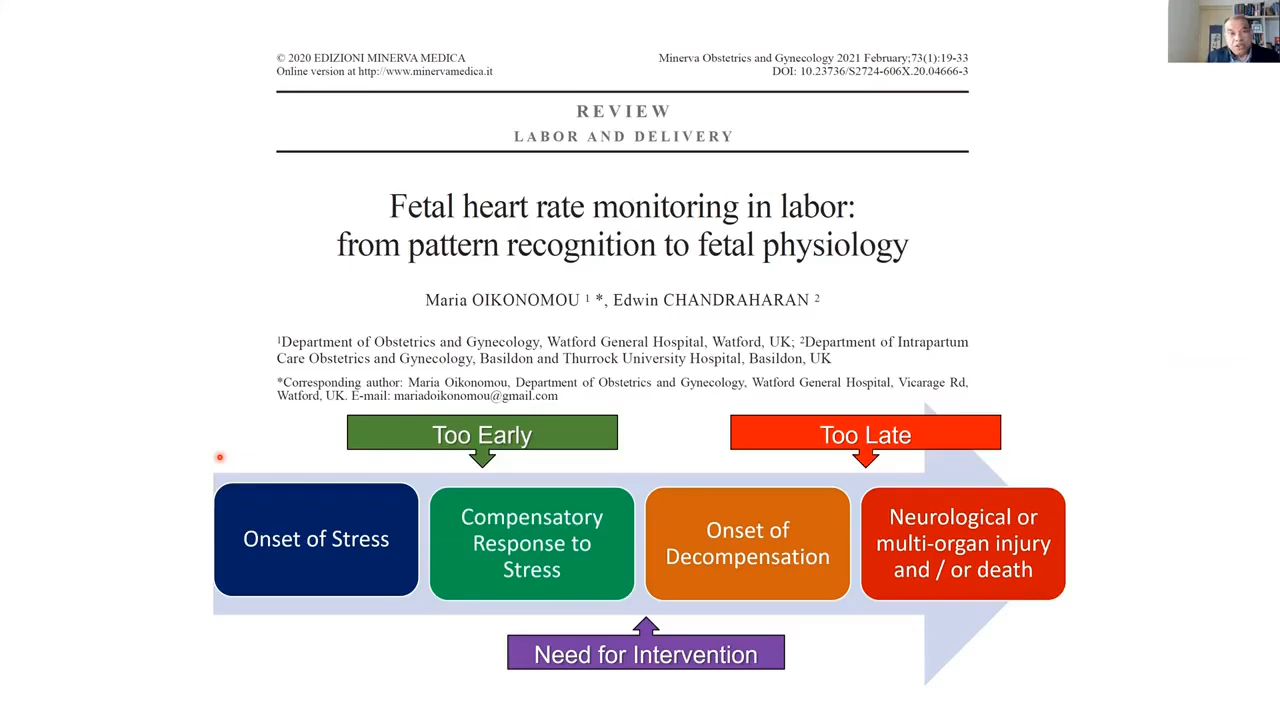 © 2020 EDIZIONI MINERVA MEDICA
Online version at http://www.minervamedica.it
Minerva Obstetrics and Gynecology 2021 February;73(1):19-33
DOI: 10.23736/S2724-606X.20.04666-3
REVIEW
LABOR AND DELIVERY
Fetal heart rate monitoring in labor:
from pattern recognition to fetal physiology
Maria OIKONOMOU 1 *, Edwin CHANDRAHARAN 2
1Department of Obstetrics and Gynecology, Watford General Hospital, Watford, UK; 2Department of Intrapartum
Care Obstetrics and Gynecology, Basildon and Thurrock University Hospital, Basildon, UK
*Corresponding author: Maria Oikonomou, Department of Obstetrics and Gynecology, Watford General Hospital, Vicarage Rd,
Watford, UK. E-mail: mariadoikonomou@gmail.com
Too Early
Too Late
Onset of Stress
Compensatory
Response to
Stress
Onset of
Decompensation
Neurological or
multi-organ injury
and / or death
Need for Intervention